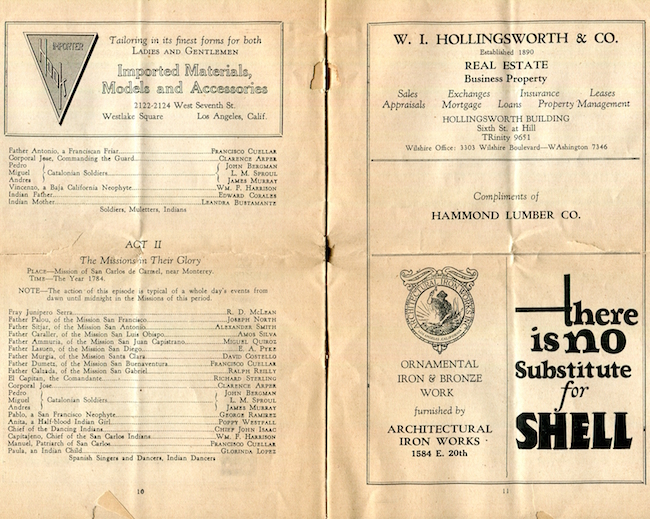 IMPORTER
Tailoring in its finest forms for both
LADIES AND GENTLEMEN
Imported Materials,
Models and Accessories
2122-2124 West Seventh St.
Westlake Square Los Angeles, Calif.
Father Antonio, a Franciscan Friar FRANCISCO CUELLAR
Corporal Jose, Commanding the Guard CLARENCE ARPER
Pedro JOHN BERGMAN
Miguel Catalonian Soldiers L. M. SPROUL
Andres JAMES MURRAY
Vincenso, a Baja California Neophyte WM. F. HARRISON
Indian Father EDWARD CORALES
Indian Mother LEANDRA BUSTAMANTE
Soldiers, Muleteers, Indians
ACT II
The Missions in Their Glory
PLACE—Mission of San Carlos de Carmel, near Monterey.
TIME—The Year 1784.
NOTE—The action of this episode is typical of a whole day's events from
dawn until midnight in the Missions of this period.
Fray Junipero Serra R. D. MCLEAN
Father Palou, of the Mission San Francisco JOSEPH NORTH
Father Sitjar, of the Mission San Antonio ALEXANDER SMITH
Father Cavaller, of the Mission San Luis Obispo AMOS SILVA
Father Ammuria, of the Mission San Juan Capistrano MIGUEL QUIROZ
Father Lasuen, of the Mission San Diego E. A. PEKE
Father Murgia, of the Mission Santa Clara DAVID COSTELLO
Father Dumetz, of the Mission San Buenaventura FRANCISCO CUELLAR
Father Calzada, of the Mission San Gabriel RALPH REILLY
El Capitan, the Comandante RICHARD STERLING
Corporal Jose CLARENCE ARPER
Pedro JOHN BERGMAN
Miguel Catalonian Soldiers L. M. SPROUL
Andres JAMES MURRAY
Pablo, a San Francisco Neophyte GEORGE RAMIREZ
Anita, a Half-blood Indian Girl POPPY WESTFALL
Chief of the Dancing Indians CHIEF JOHN ISAAC
Capitajeno, Chief of the San Carlos Indians WM. F. HARRISON
Manuel, Patriarch of San Carlos FRANCISCO CUELLAR
Paula, an Indian Child GLORINDA LOPEZ
Spanish Singers and Dancers, Indian Dancers
10
W. I. HOLLINGSWORTH & CO.
Established 1890
REAL ESTATE
Business Property
Sales Exchanges Insurance Leases
Appraisals Mortgage Loans Property Management
HOLLINGSWORTH BUILDING
Sixth St. at Hill
TRinity 9651
Wilshire Office: 3303 Wilshire Boulevard—WAshington 7346
Compliments of
HAMMOND LUMBER CO.
ARCHITECTURAL IRON WORKS INC.
ORNAMENTAL
IRON & BRONZE
WORK
furnished by
ARCHITECTURAL
IRON WORKS
1584 E. 20th
there
is no
Substitute
for
SHELL
11